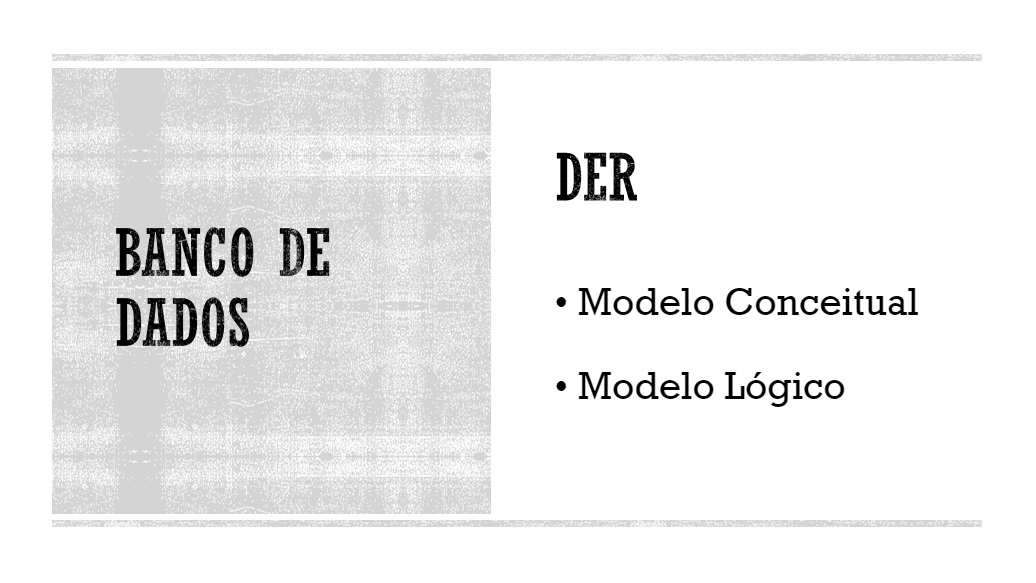 BANCO DE
DADOS
DER
• Modelo Conceitual
• Modelo Lógico